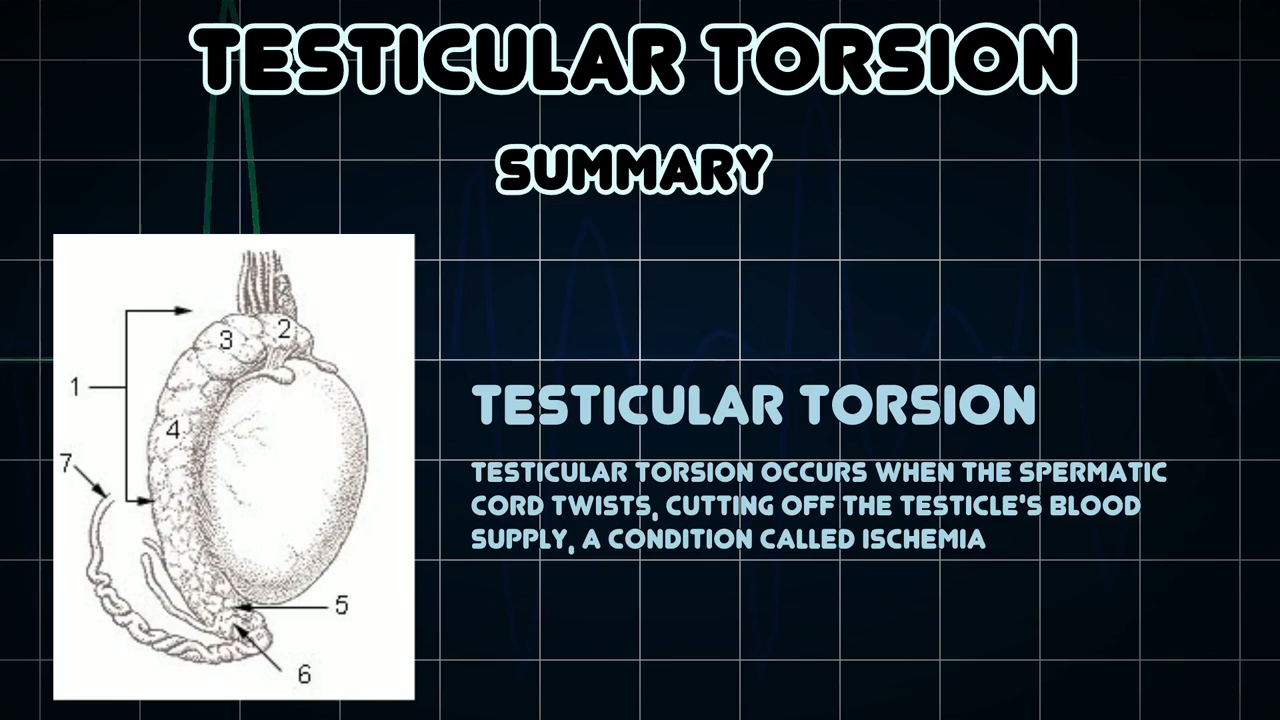 TESTICULAR TORSION
SUMMARY
3
2
1
4
7
5
6
TESTICULAR TORSION
TESTICULAR TORSION OCCURS WHEN THE SPERMATIC
CORD TWISTS, CUTTING OFF THE TESTICLE'S BLOOD
SUPPLY, A CONDITION CALLED ISCHEMIA